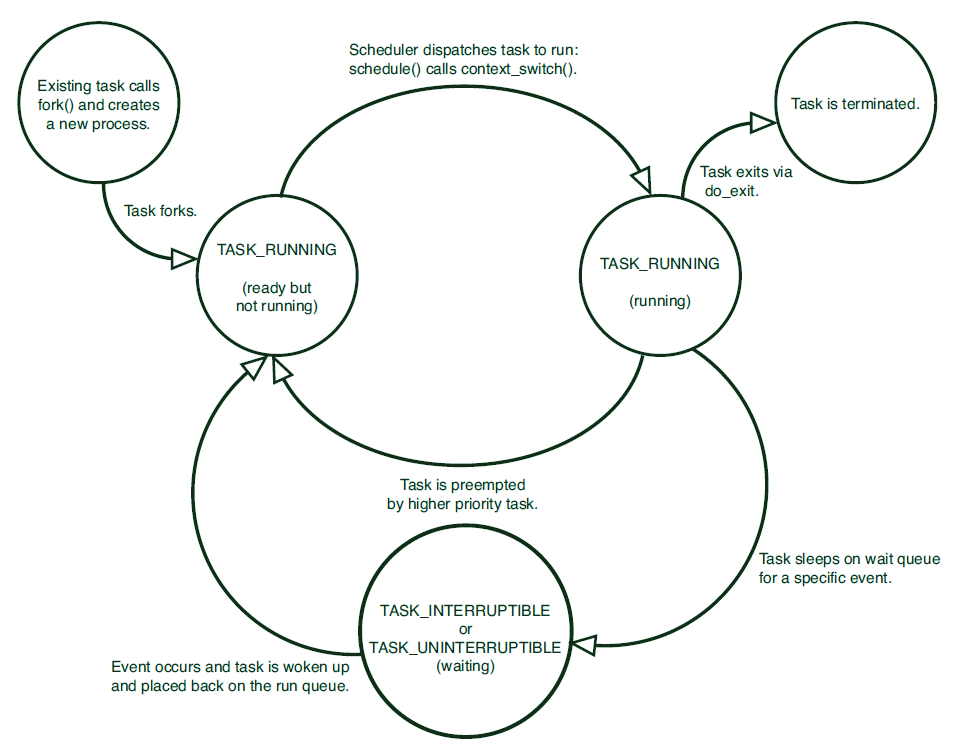 Scheduler dispatches task to run:
schedule() calls context_switch().
Existing task calls
fork() and creates
a new process.
Task is terminated.
Task exits via
do_exit.
Task forks.
TASK_RUNNING
(ready but
not running)
TASK_RUNNING
(running)
Task is preempted
by higher priority task.
Task sleeps on wait queue
for a specific event.
TASK_INTERRUPTIBLE
or
TASK_UNINTERRUPTIBLE
(waiting)
Event occurs and task is woken up
and placed back on the run queue.